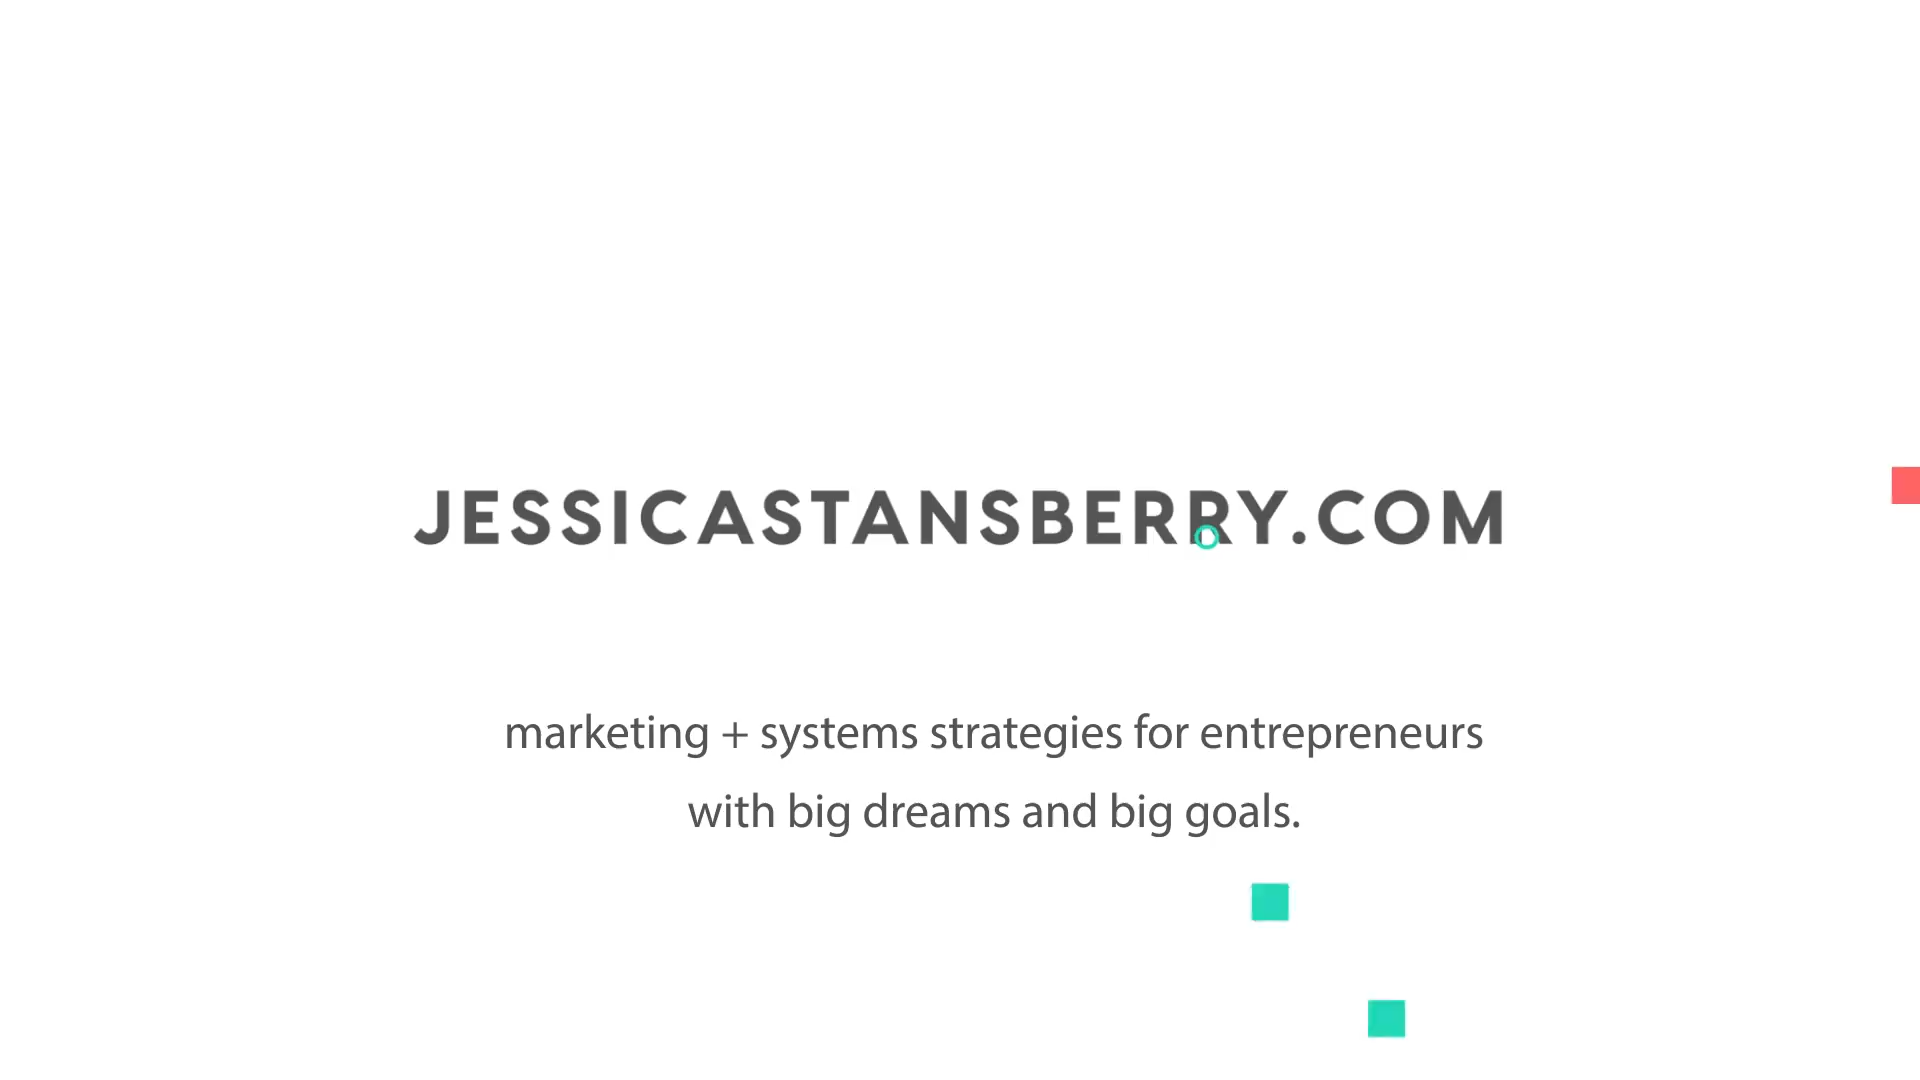 JESSICASTANSBERRY.COM
marketing + systems strategies for entrepreneurs
with big dreams and big goals.